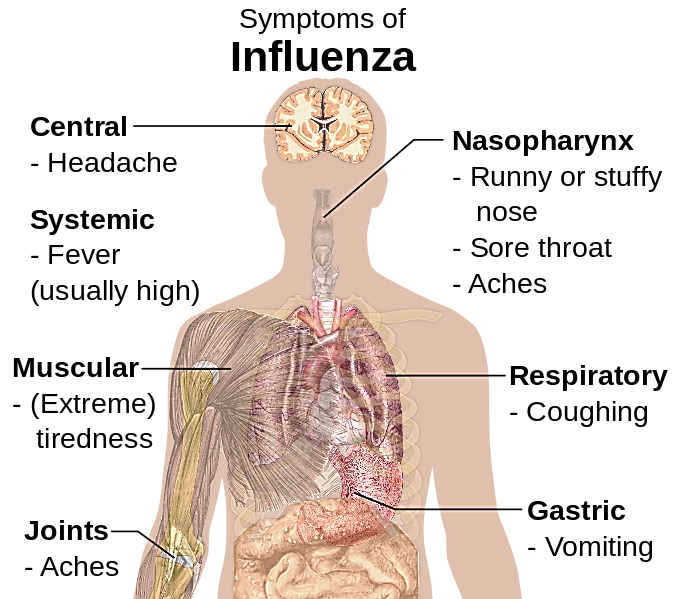 Symptoms of
Influenza
Central
- Headache
Systemic
- Fever
(usually high)
Muscular
- (Extreme)
tiredness
Joints
- Aches
Nasopharynx
- Runny or stuffy
nose
- Sore throat
- Aches
Respiratory
- Coughing
Gastric
- Vomiting